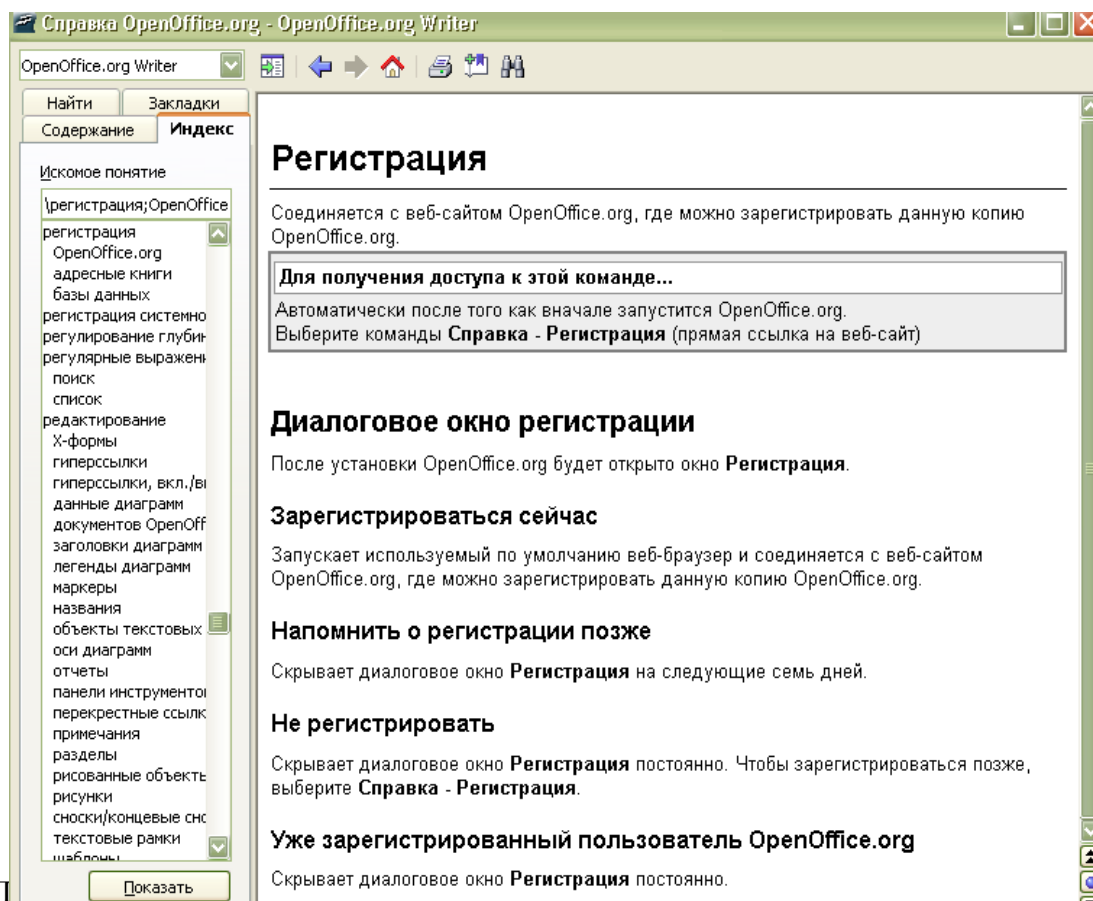 Справка OpenOffice.org - OpenOffice.org Writer
OpenOffice.org Writer
Найти
Закладки
Содержание
Индекс
Искомое понятие
\регистрация;OpenOffice
регистрация
OpenOffice.org
адресные книги
базы данных
регистрация системно
регулирование глубин
регулярные выражени
поиск
список
редактирование
X-формы
гиперссылки
гиперссылки, вкл./вы
данные диаграмм
документов OpenOff
заголовки диаграмм
легенды диаграмм
маркеры
названия
объекты текстовых
оси диаграмм
отчеты
панели инструментов
перекрестные ссылк
примечания
разделы
рисованные объекты
рисунки
сноски/концевые сно
текстовые рамки
шаблоны
Показать
Регистрация
Соединяется с веб-сайтом OpenOffice.org, где можно зарегистрировать данную копию
OpenOffice.org.
Для получения доступа к этой команде...
Автоматически после того как вначале запустится OpenOffice.org.
Выберите команды Справка - Регистрация (прямая ссылка на веб-сайт)
Диалоговое окно регистрации
После установки OpenOffice.org будет открыто окно Регистрация.
Зарегистрироваться сейчас
Запускает используемый по умолчанию веб-браузер и соединяется с веб-сайтом
OpenOffice.org, где можно зарегистрировать данную копию OpenOffice.org.
Напомнить о регистрации позже
Скрывает диалоговое окно Регистрация на следующие семь дней.
Не регистрировать
Скрывает диалоговое окно Регистрация постоянно. Чтобы зарегистрироваться позже,
выберите Справка - Регистрация.
Уже зарегистрированный пользователь OpenOffice.org
Скрывает диалоговое окно Регистрация постоянно.